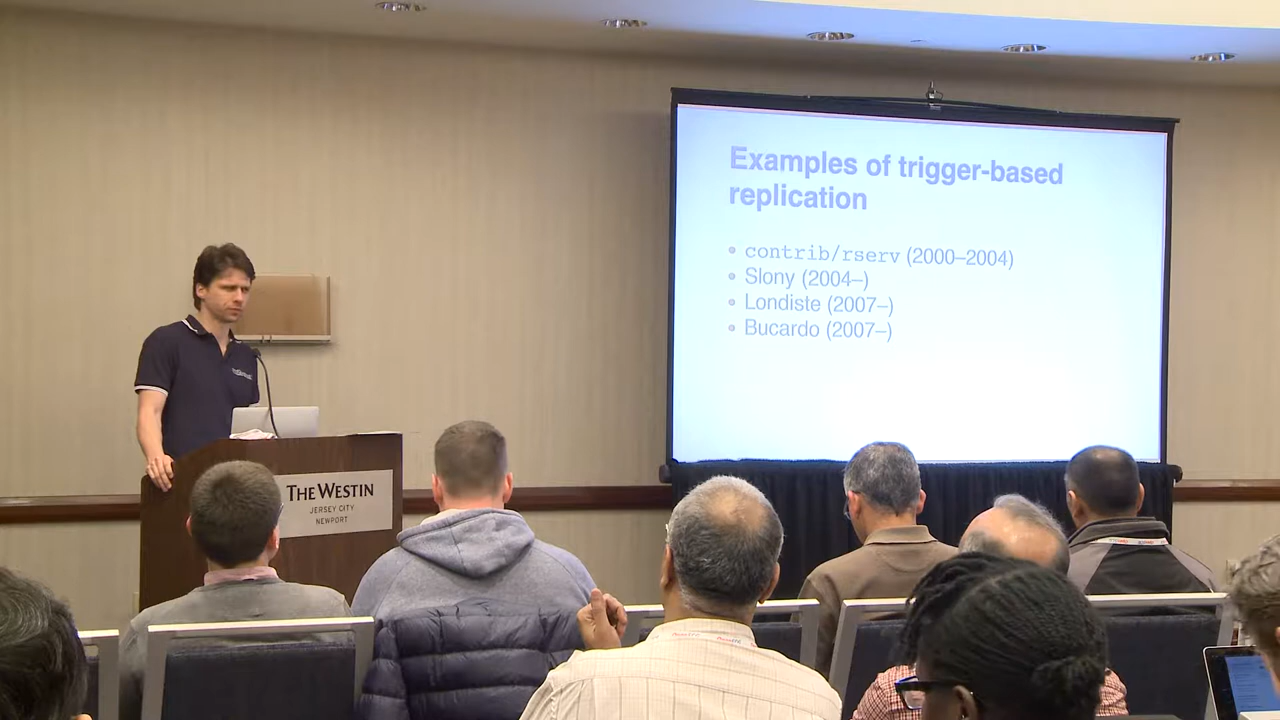 Examples of trigger-based
replication
• contrib/rserv (2000–2004)
• Slony (2004–)
• Londiste (2007–)
• Bucardo (2007–)
THE WESTIN
JERSEY CITY
NEWPORT